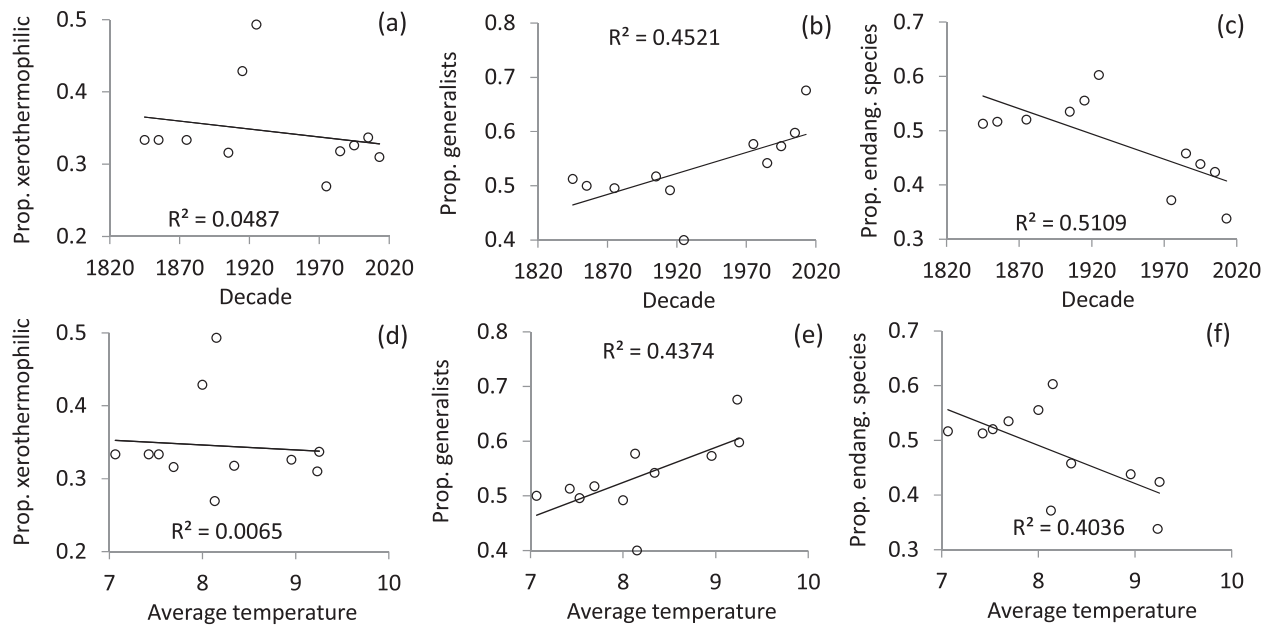 (a)
Prop. xerothermophilic
0.5
0.4
0.3
0.2
R² = 0.0487
1820 1870 1920 1970 2020
Decade
(b)
Prop. generalists
0.8
0.7
0.6
0.5
0.4
R² = 0.4521
1820 1870 1920 1970 2020
Decade
(c)
Prop. endang. species
0.7
0.6
0.5
0.4
0.3
R² = 0.5109
1820 1870 1920 1970 2020
Decade
(d)
Prop. xerothermophilic
0.5
0.4
0.3
0.2
R² = 0.0065
7 8 9 10
Average temperature
(e)
Prop. generalists
0.8
0.7
0.6
0.5
0.4
R² = 0.4374
7 8 9 10
Average temperature
(f)
Prop. endang. species
0.7
0.6
0.5
0.4
0.3
R² = 0.4036
7 8 9 10
Average temperature